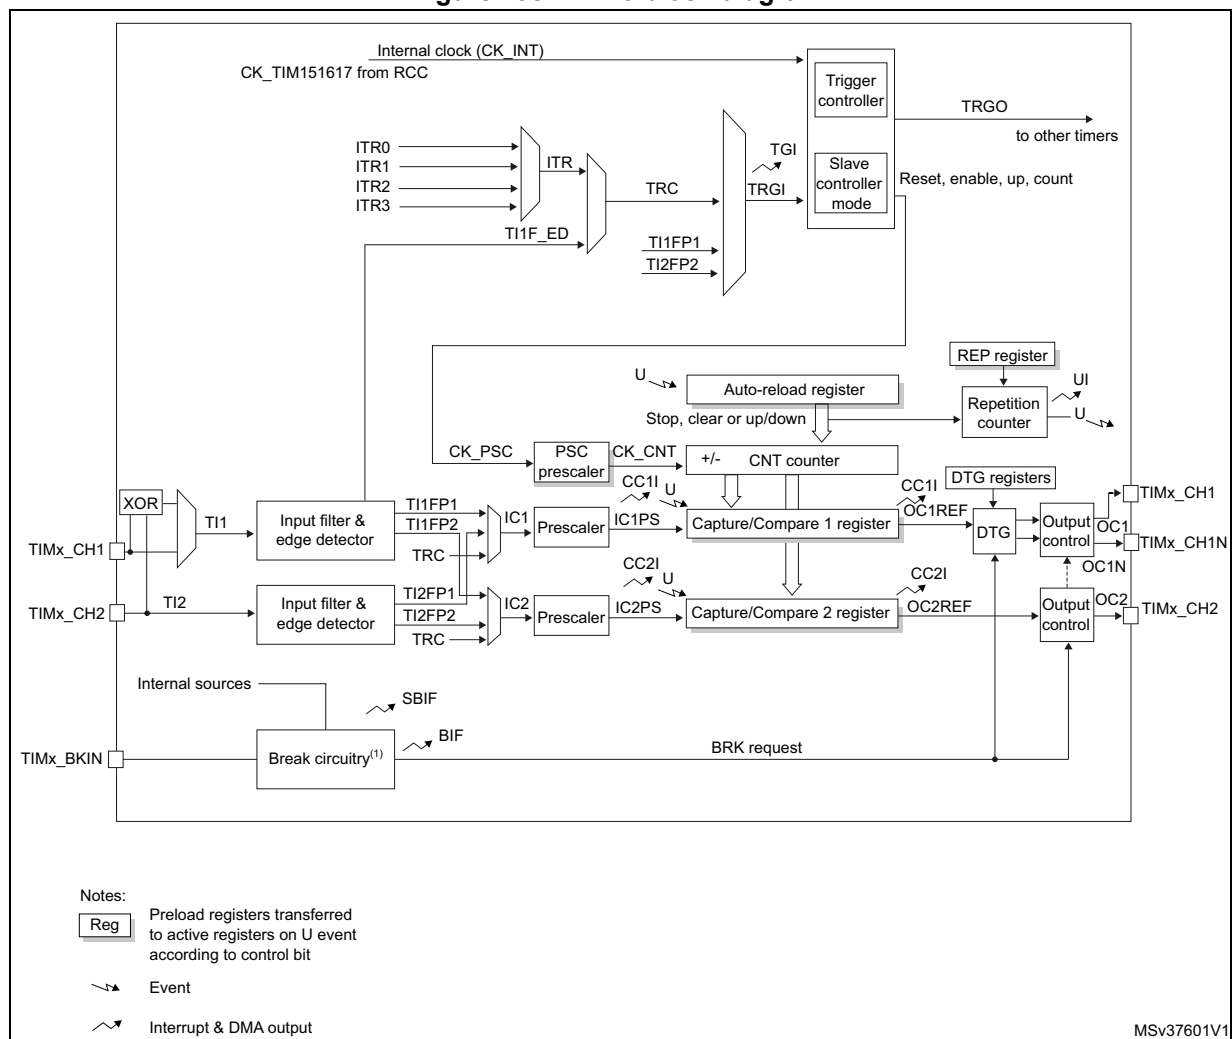 Internal clock (CK_INT)
CK_TIM151617 from RCC
Trigger
controller
TRGO
to other timers
ITR0
ITR1
ITR2
ITR3
ITR
TI1F_ED
TRC
TGI
TRGI
Slave
controller
mode
Reset, enable, up, count
TI1FP1
TI2FP2
REP register
U
Auto-reload register
Stop, clear or up/down
Repetition
counter
UI
U
CK_PSC
PSC
prescaler
CK_CNT
+/-
CNT counter
DTG registers
XOR
TI1
Input filter &
edge detector
TI1FP1
TI1FP2
TRC
IC1
Prescaler
IC1PS
CC1I
U
Capture/Compare 1 register
CC1I
OC1REF
DTG
Output
control
OC1
OC1N
TIMx_CH1
TIMx_CH1N
TIMx_CH1
TIMx_CH2
TI2
Input filter &
edge detector
TI2FP1
TI2FP2
TRC
IC2
Prescaler
IC2PS
CC2I
U
Capture/Compare 2 register
CC2I
OC2REF
Output
control
OC2
TIMx_CH2
Internal sources
SBIF
TIMx_BKIN
Break circuitry(1)
BIF
BRK request
Notes:
Reg
Preload registers transferred
to active registers on U event
according to control bit
Event
Interrupt & DMA output
MSv37601V1